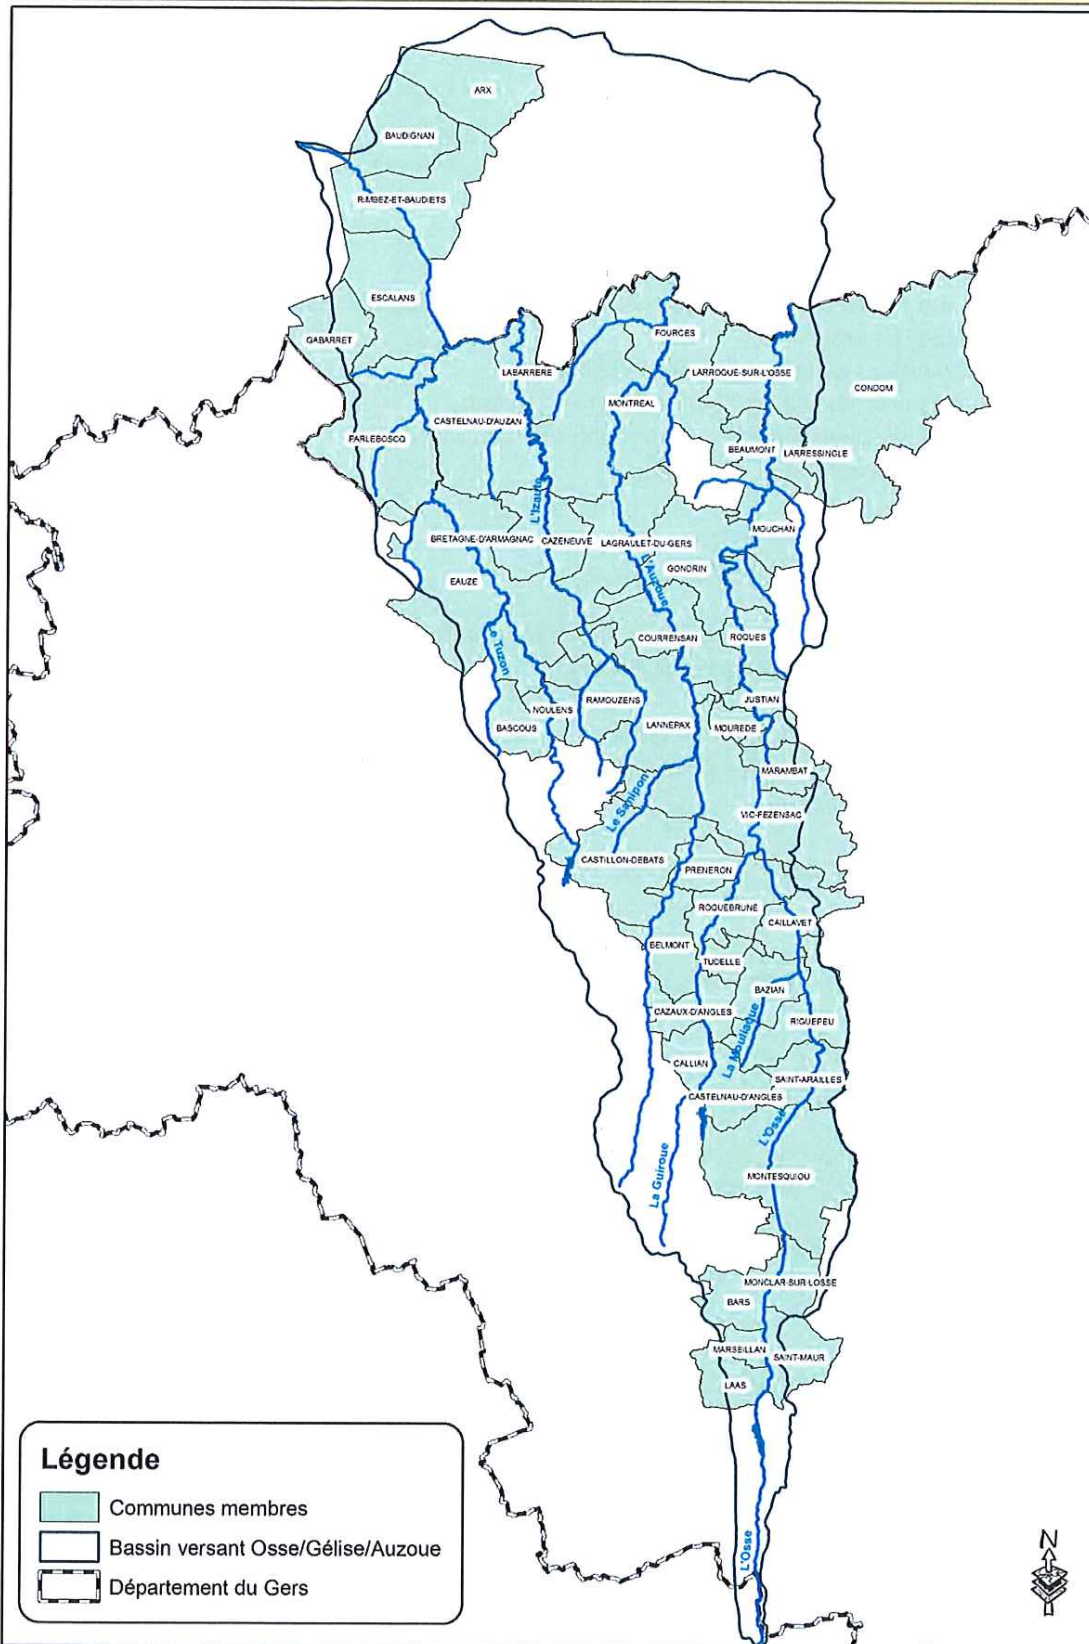 ARX
BAUDIGNAN
RIMBEZ-ET-BAUDIETS
ESCALANS
GABARRET
FOURCES
LABARRERE
LARROQUE-SUR-L'OSSE
CONDOM
MONTREAL
CASTELNAU-D'AUZAN
PARLEBOSCQ
BEAUMONT
LARRESSINGLE
L'Izaute
MOUCHAN
BRETAGNE-D'ARMAGNAC
CAZENEUVE
LAGRAULET-DU-GERS
GONDRIN
L'Auzoue
EAUZE
COURRENSAN
ROQUES
Le Tuzon
RAMOUZENS
JUSTIAN
NOULENS
LANNEPAX
MOUREDE
BASCOUS
MARAMBAT
Le Sanipon
VIC-FEZENSAC
CASTILLON-DEBATS
PRENERON
ROQUEBRUNE
CAILLAVET
BELMONT
TUDELLE
BAZIAN
CAZAUX-D'ANGLES
RIGUEPEU
La Mouliaque
CALLIAN
SAINT-ARAILLES
CASTELNAU-D'ANGLES
L'Osse
La Guiroue
MONTESQUIOU
MONCLAR-SUR-LOSSE
BARS
MARSEILLAN
SAINT-MAUR
LAAS
L'Osse
Légende
Communes membres
Bassin versant Osse/Gélise/Auzoue
Département du Gers
N